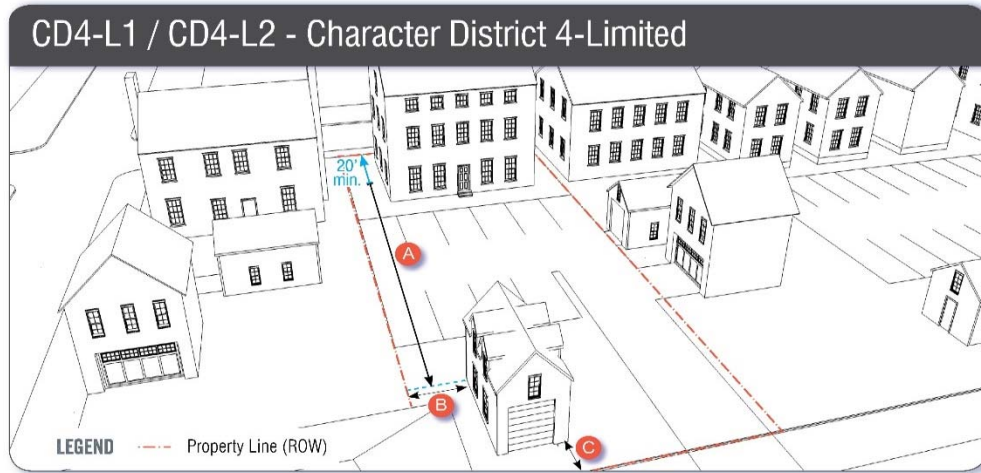 CD4-L1 / CD4-L2 - Character District 4-Limited
20'
min.
A
B
C
LEGEND Property Line (ROW)